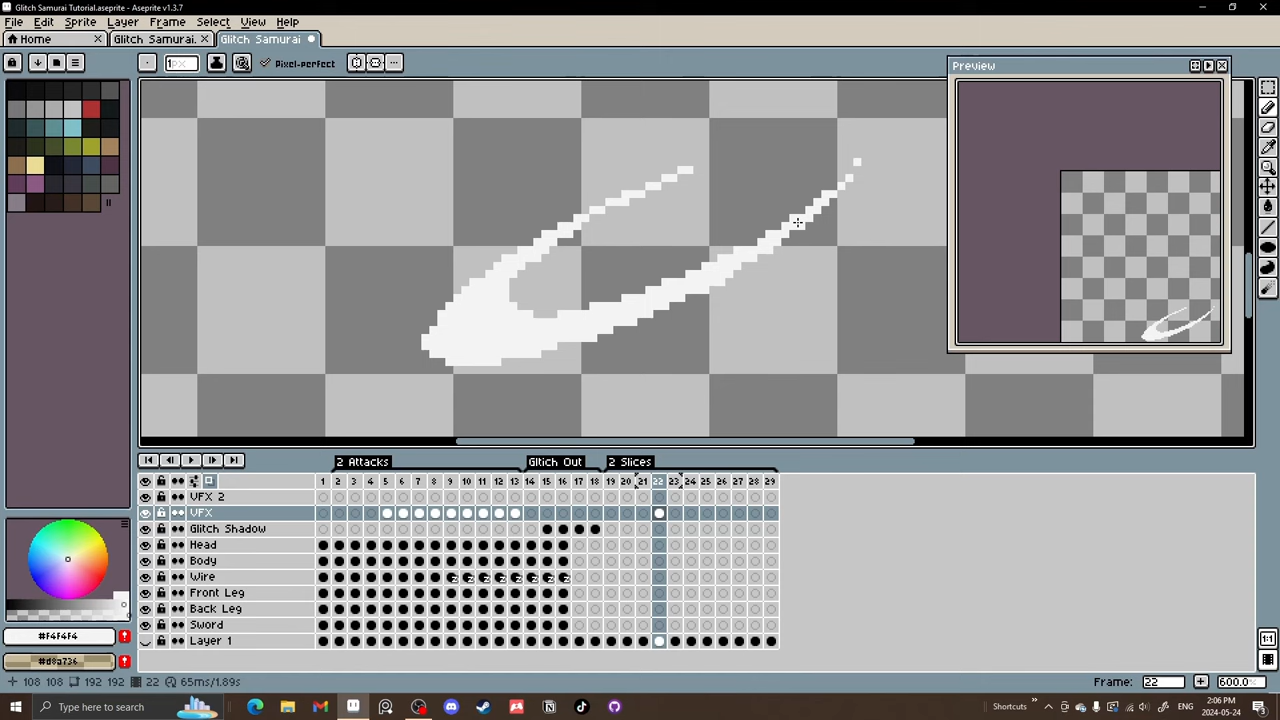 Glitch Samurai Tutorial.aseprite - Aseprite v1.3.7
File Edit Sprite Layer Frame Select View Help
Home Glitch Samurai. Glitch Samurai
1px Pixel-perfect
Preview
2 Attacks Gltich Out 2 Slices
1 2 3 4 5 6 7 8 9 10 11 12 13 14 15 16 17 18 19 20 21 22 23 24 25 26 27 28 29
VFX 2
VFX
Glitch Shadow
Head
Body
Wire
Front Leg
Back Leg
Sword
Layer 1
#F4F4F4
#d8a736
1:1
108 108 192 192 22 65ms/1.89s Frame: 22 600.0
Type here to search
Shortcuts
2:06 PM
2024-05-24